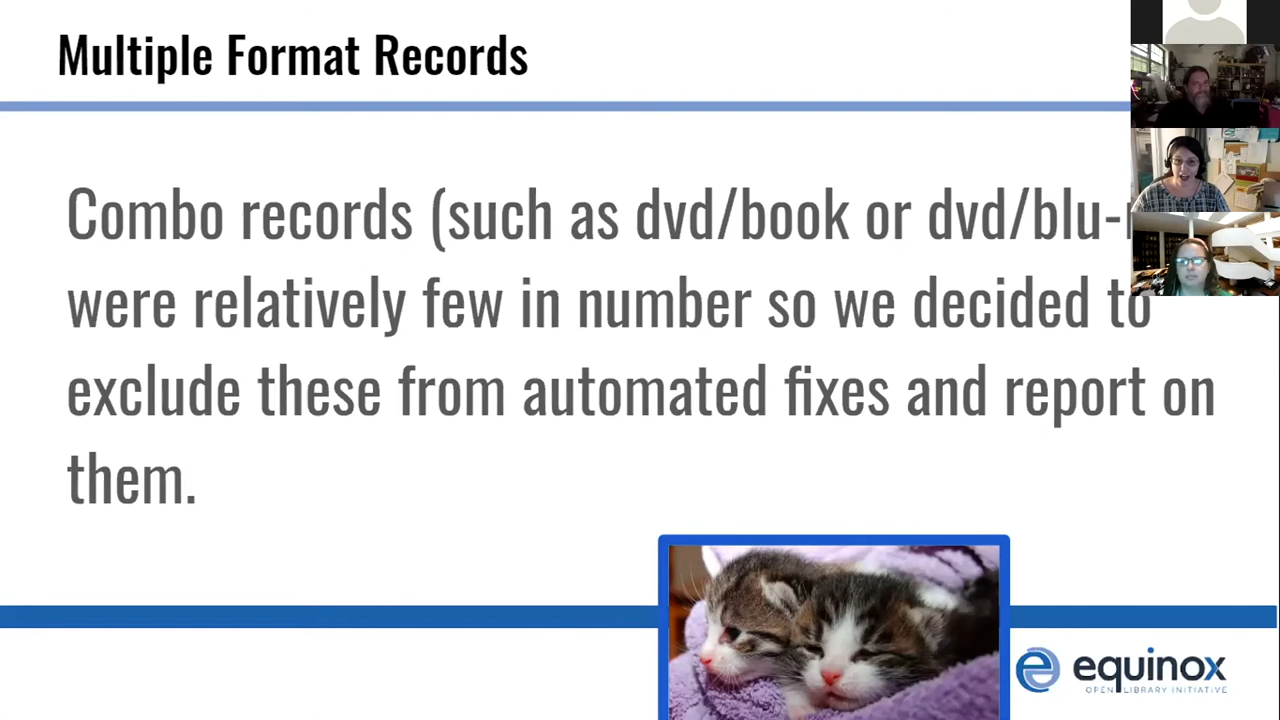 Multiple Format Records
Combo records (such as dvd/book or dvd/blu-
were relatively few in number so we decided to
exclude these from automated fixes and report on
them.
equinox
OPEN LIBRARY INITIATIVE